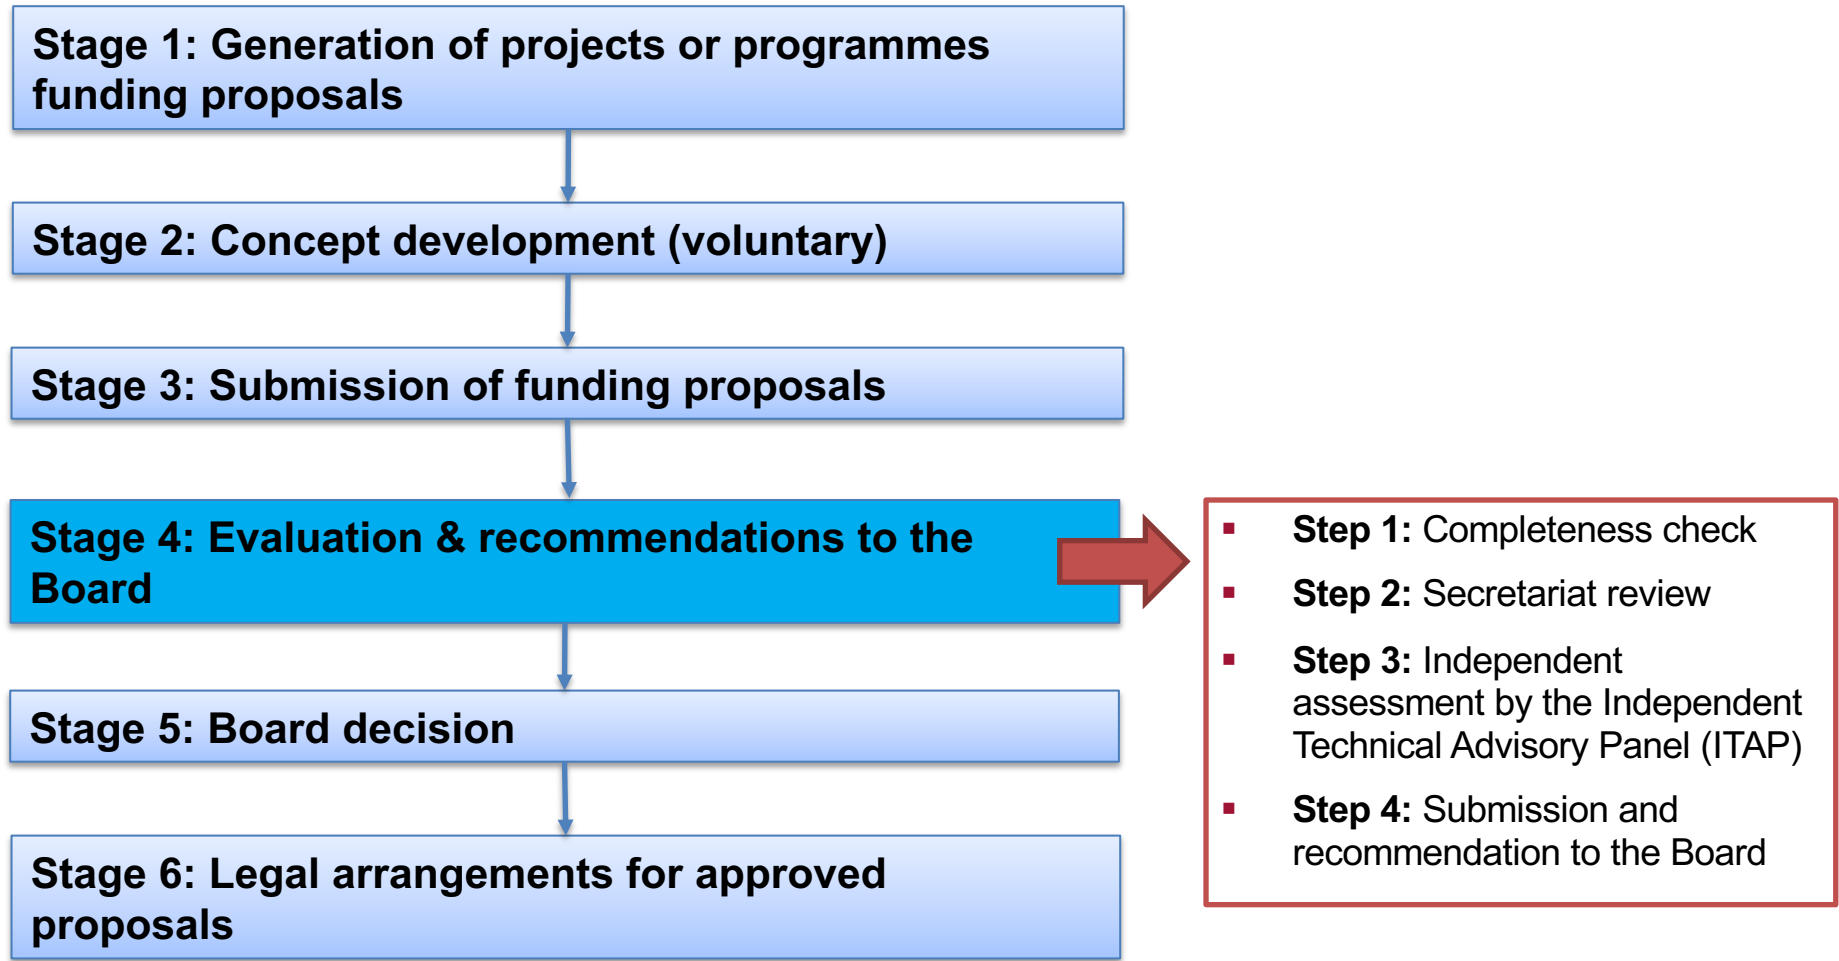 Stage 1: Generation of projects or programmes
funding proposals
Stage 2: Concept development (voluntary)
Stage 3: Submission of funding proposals
Stage 4: Evaluation & recommendations to the
Board
Stage 5: Board decision
Stage 6: Legal arrangements for approved
proposals
▪ Step 1: Completeness check
▪ Step 2: Secretariat review
▪ Step 3: Independent
assessment by the Independent
Technical Advisory Panel (ITAP)
▪ Step 4: Submission and
recommendation to the Board